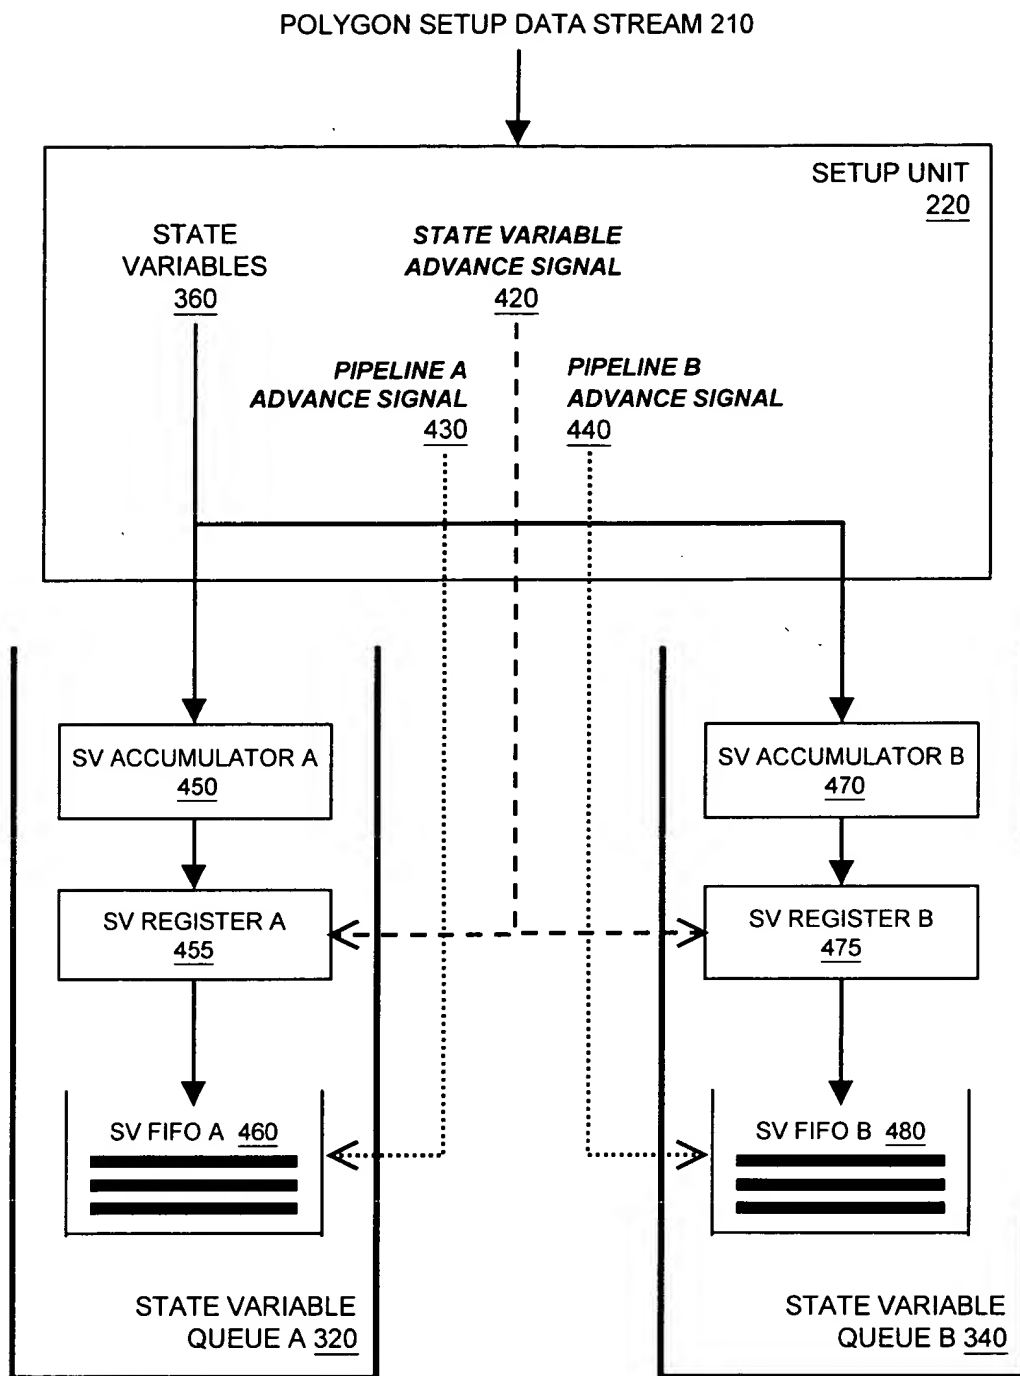 POLYGON SETUP DATA STREAM 210
SETUP UNIT
220
STATE
VARIABLES
360
STATE VARIABLE
ADVANCE SIGNAL
420
PIPELINE A
ADVANCE SIGNAL
430
PIPELINE B
ADVANCE SIGNAL
440
SV ACCUMULATOR A
450
SV ACCUMULATOR B
470
SV REGISTER A
455
SV REGISTER B
475
SV FIFO A 460
SV FIFO B 480
STATE VARIABLE
QUEUE A 320
STATE VARIABLE
QUEUE B 340